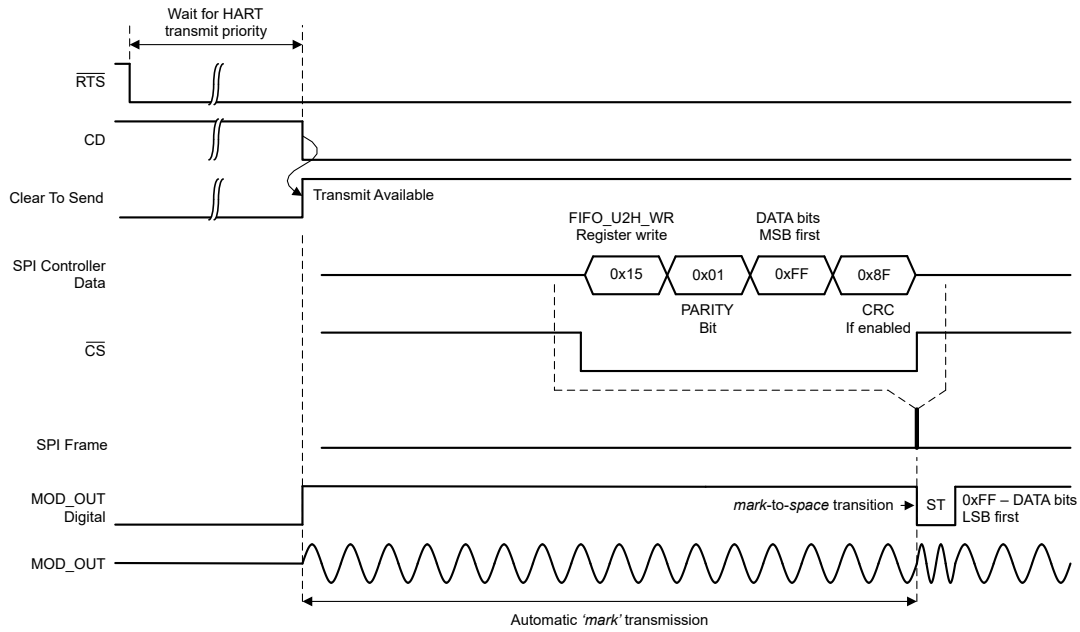 Wait for HART
transmit priority
RTS
CD
Clear To Send
Transmit Available
FIFO_U2H_WR
Register write
DATA bits
MSB first
SPI Controller
Data
0x15
0x01
0xFF
0x8F
PARITY
Bit
CRC
If enabled
CS
SPI Frame
MOD_OUT
Digital
mark-to-space transition
ST
0xFF – DATA bits
LSB first
MOD_OUT
Automatic ‘mark’ transmission